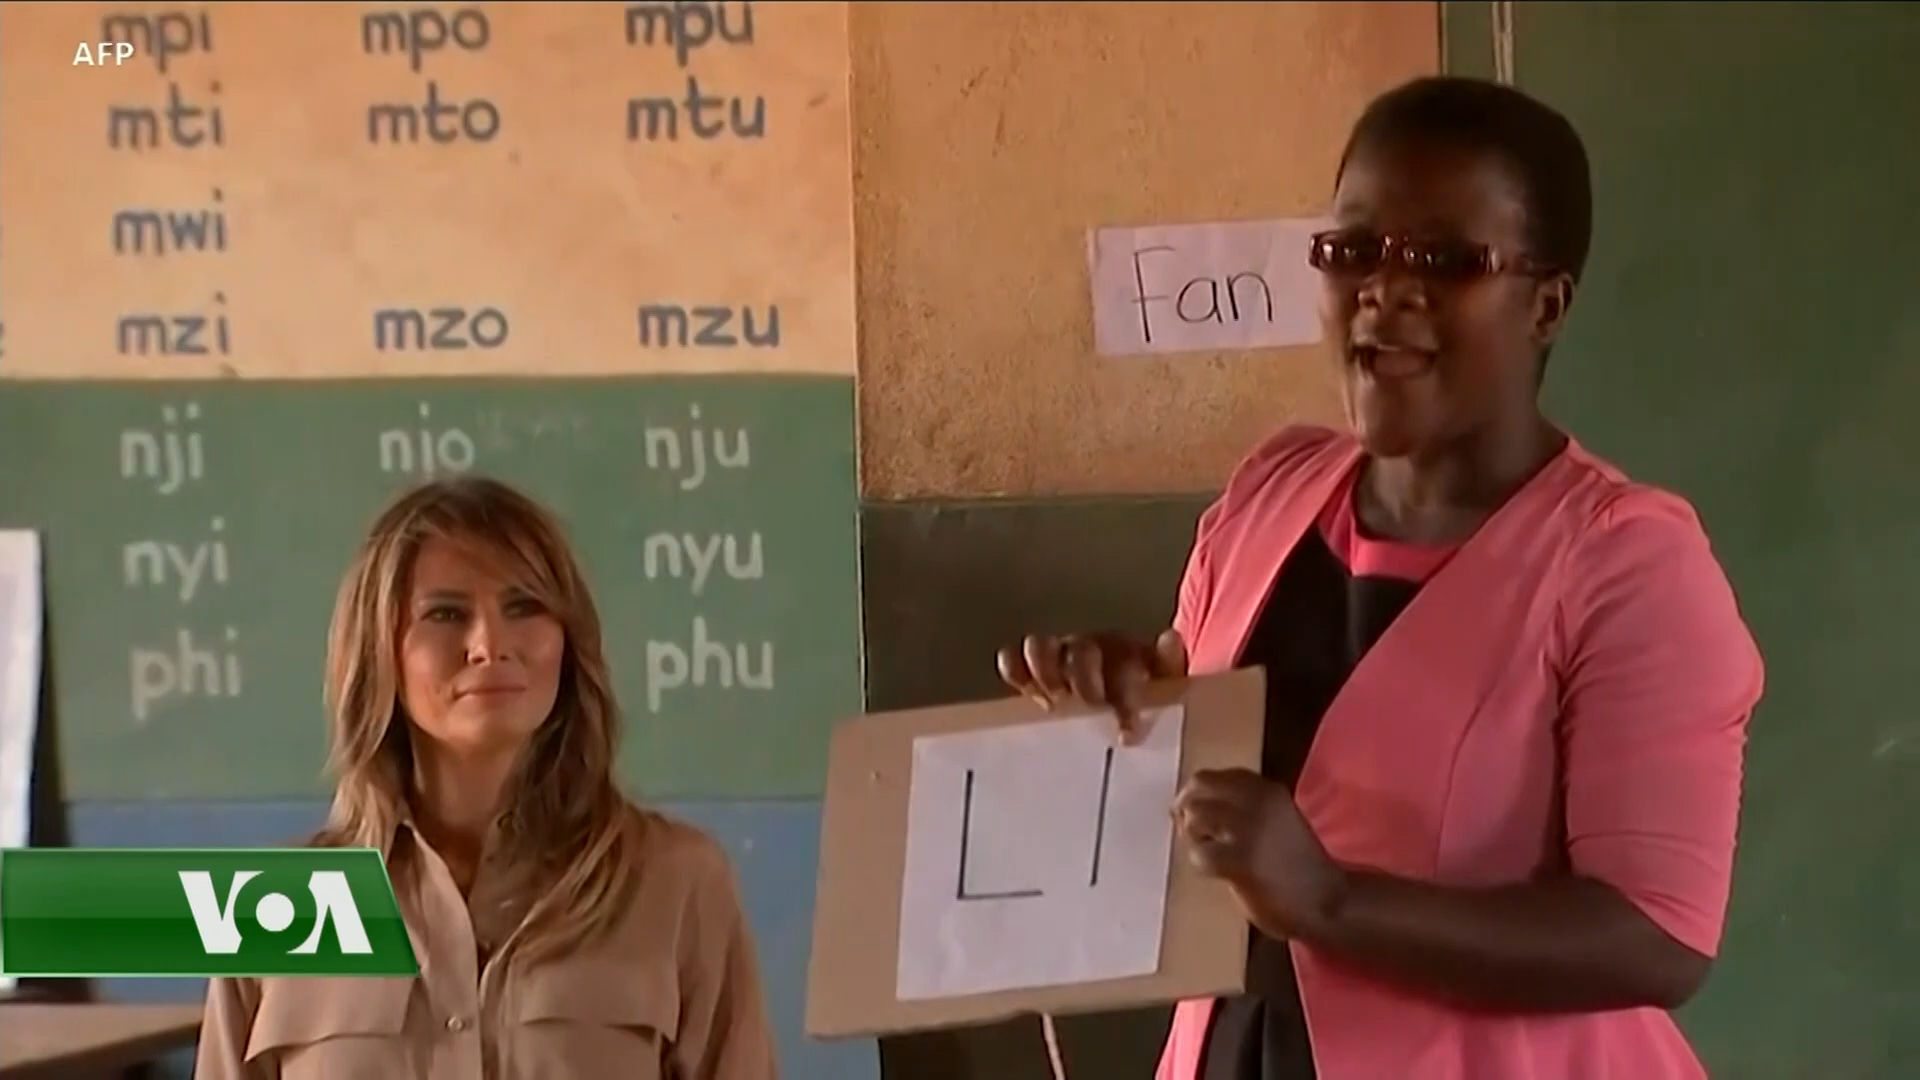 mpi mpo mpu
AFP
mti mto mtu
mwi
mzi mzo mzu
Fan
nji njo nju
nyi nyu
phi phu
Ll
VOA